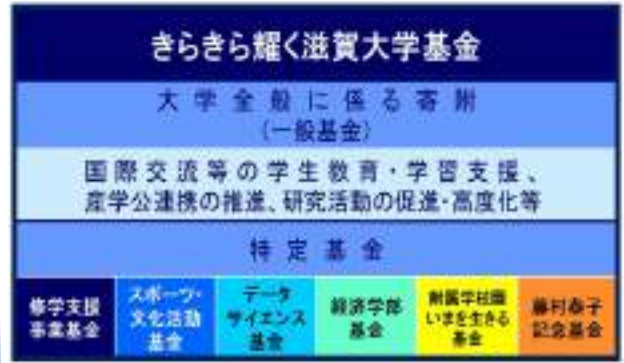 きらきら耀く滋賀大学基金
大学全般に係る寄附
(一般基金)
国際交流等の学生教育・学習支援、
産学公連携の推進、研究活動の促進・高度化等
特定基金
修学支援
事業基金
スポーツ・
文化活動
基金
データ
サイエンス
基金
経済学部
基金
附属学校園
いまを生きる
基金
藤村泰子
記念基金